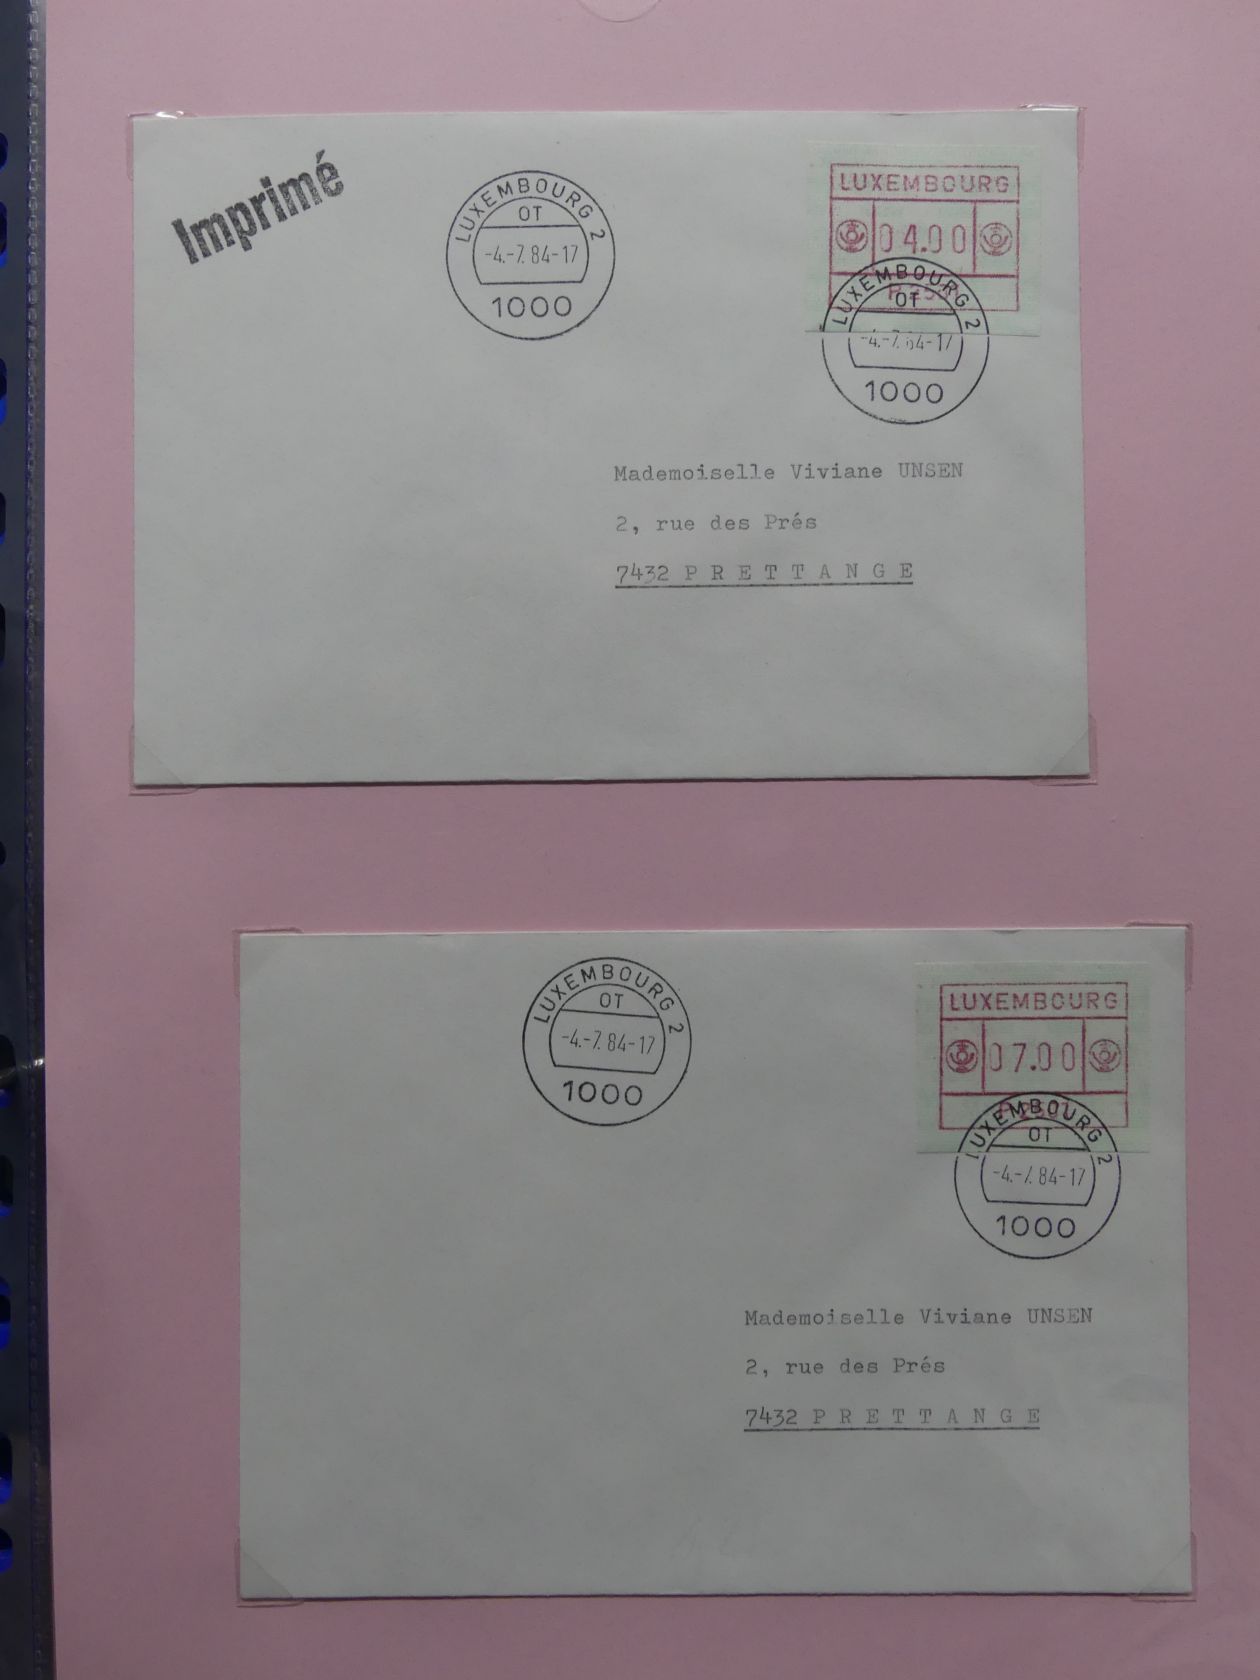 Imprimé
LUXEMBOURG 2
OT
-4.-7.84-17
1000
LUXEMBOURG
04.00
LUXEMBOURG 2
OT
-4.-7.84-17
1000
Mademoiselle Viviane UNSEN
2, rue des Prés
7432 P R E T T A N G E
LUXEMBOURG 2
OT
-4.-7.84-17
1000
LUXEMBOURG
07.00
LUXEMBOURG 2
OT
-4.-7.84-17
1000
Mademoiselle Viviane UNSEN
2, rue des Prés
7432 P R E T T A N G E